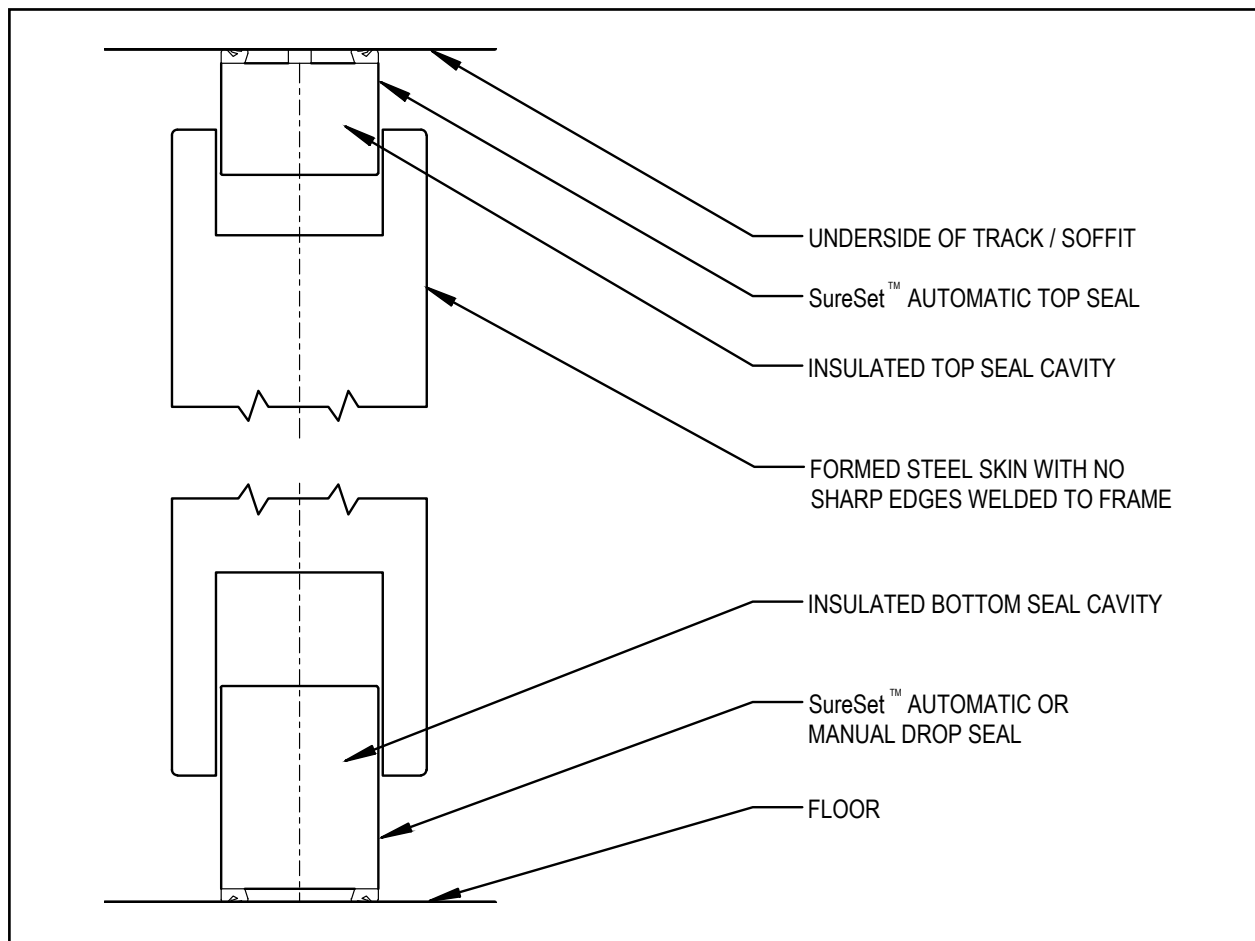 UNDERSIDE OF TRACK / SOFFIT
SureSet™ AUTOMATIC TOP SEAL
INSULATED TOP SEAL CAVITY
FORMED STEEL SKIN WITH NO
SHARP EDGES WELDED TO FRAME
INSULATED BOTTOM SEAL CAVITY
SureSet™ AUTOMATIC OR
MANUAL DROP SEAL
FLOOR